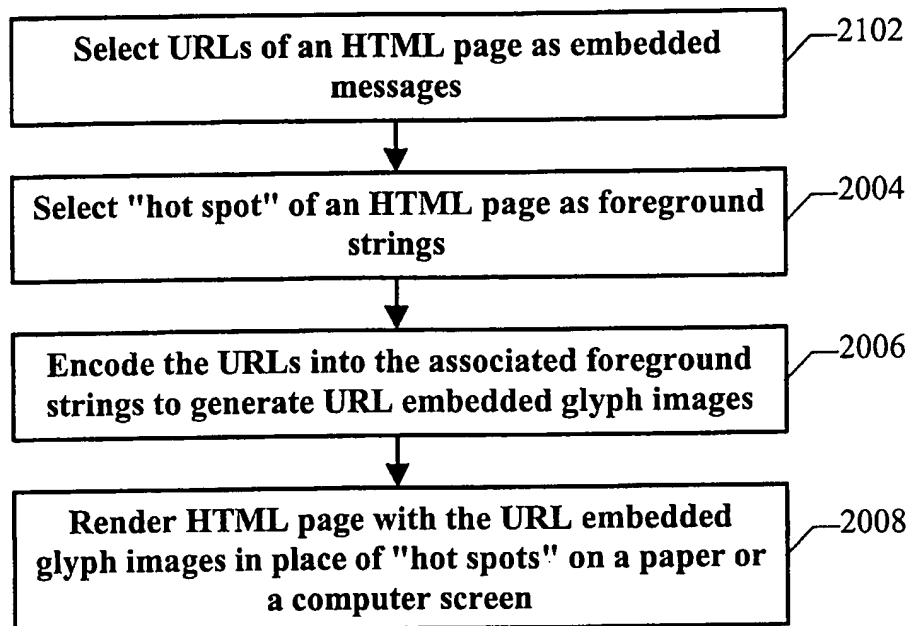 Select URLs of an HTML page as embedded
messages
2102
Select "hot spot" of an HTML page as foreground
strings
2004
Encode the URLs into the associated foreground
strings to generate URL embedded glyph images
2006
Render HTML page with the URL embedded
glyph images in place of "hot spots" on a paper or
a computer screen
2008